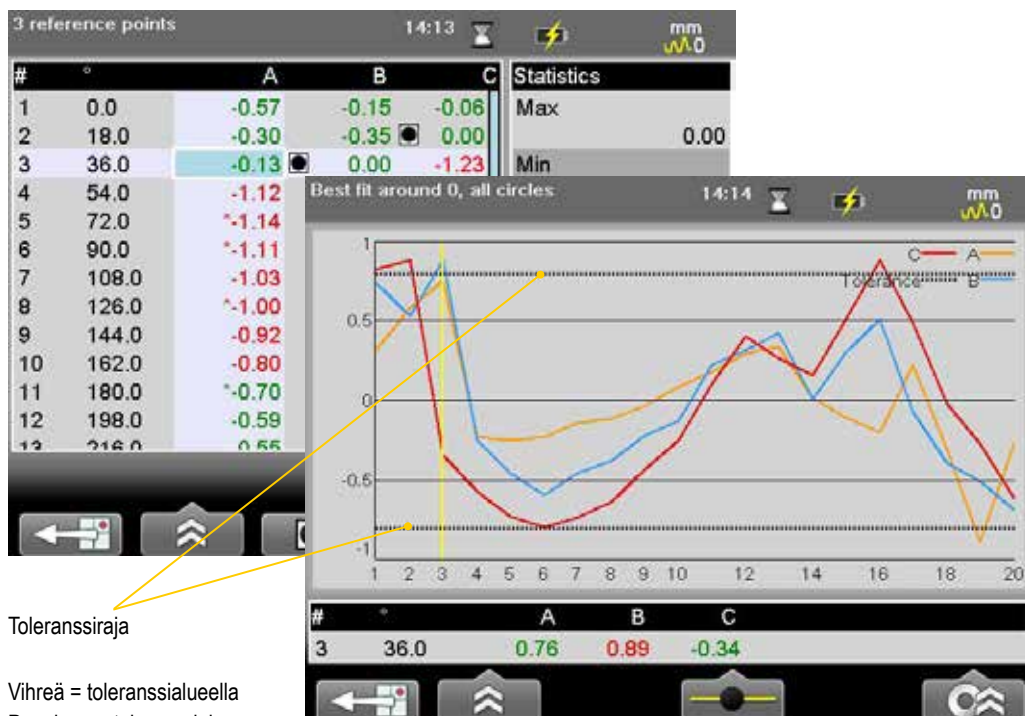 3 reference points 14:13 mm 0
# ° A B C Statistics
1 0.0 -0.57 -0.15 -0.06 Max
2 18.0 -0.30 -0.35 0.00 0.00
3 36.0 -0.13 0.00 -1.23 Min
4 54.0 -1.12
5 72.0 *-1.14
6 90.0 *-1.11
7 108.0 -1.03
8 126.0 *-1.00
9 144.0 -0.92
10 162.0 -0.80
11 180.0 *-0.70
12 198.0 -0.59
13 216.0 0.55
Best fit around 0, all circles 14:14 mm 0
1
C A
Tolerance B
0.5
0
-0.5
-1
1 2 3 4 5 6 7 8 9 10 12 14 16 18 20
# ° A B C
3 36.0 0.76 0.89 -0.34
Toleranssiraja
Vihreä = toleranssialueella